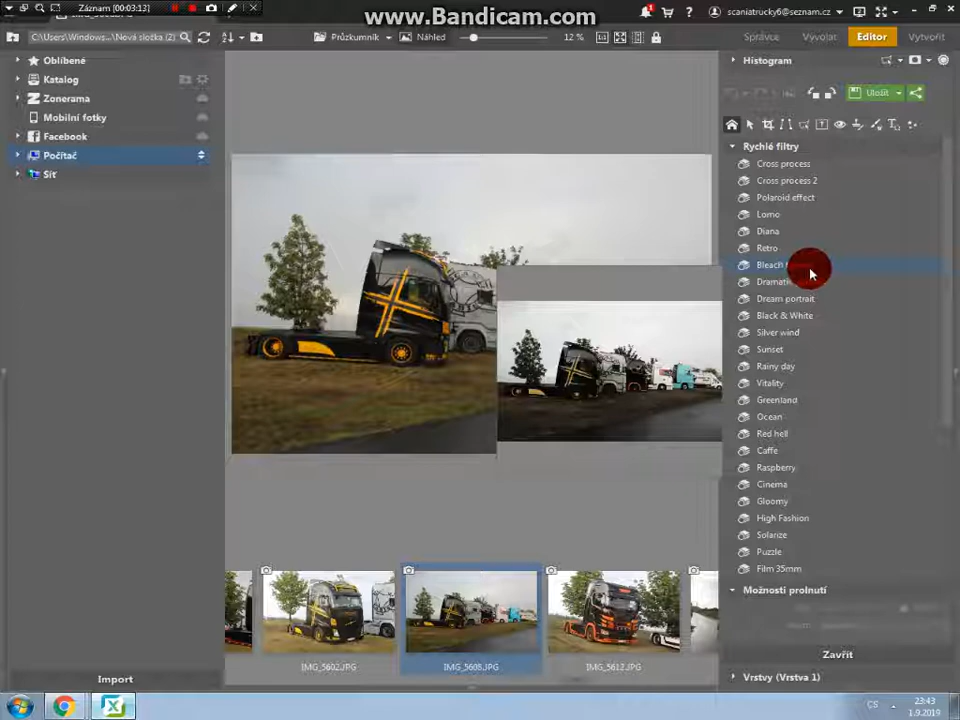 Záznam [00:03:13]
www.Bandicam.com
scaniatrucky6@seznam.cz
C:\Users\Windows...\Nová složka (2)
Průzkumník
Náhled
12 %
Správce
Vývolat
Editor
Vytvořit
Oblíbené
Katalog
Zonerama
Mobilní fotky
Facebook
Počítač
Síť
Import
Histogram
Uložit
Rychlé filtry
Cross process
Cross process 2
Polaroid effect
Lomo
Diana
Retro
Bleach
Dramatic
Dream portrait
Black & White
Silver wind
Sunset
Rainy day
Vitality
Greenland
Ocean
Red hell
Caffe
Raspberry
Cinema
Gloomy
High Fashion
Solarize
Puzzle
Film 35mm
Možnosti prolnutí
Zavřít
Vrstvy (Vrstva 1)
IMG_5602.JPG
IMG_5605.JPG
IMG_5612.JPG
CS
23:43
1.9.2019